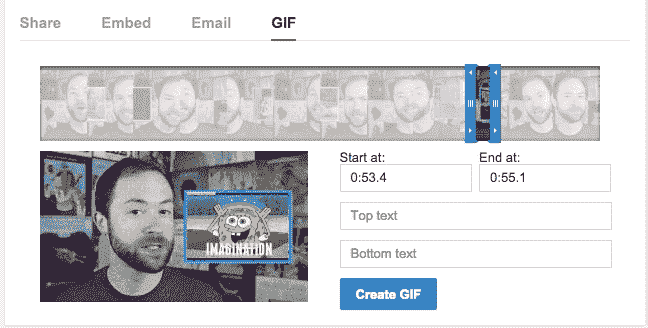 Share Embed Email GIF
Start at: End at:
0:53.4 0:55.1
IMAGINATION
Top text
Bottom text
Create GIF